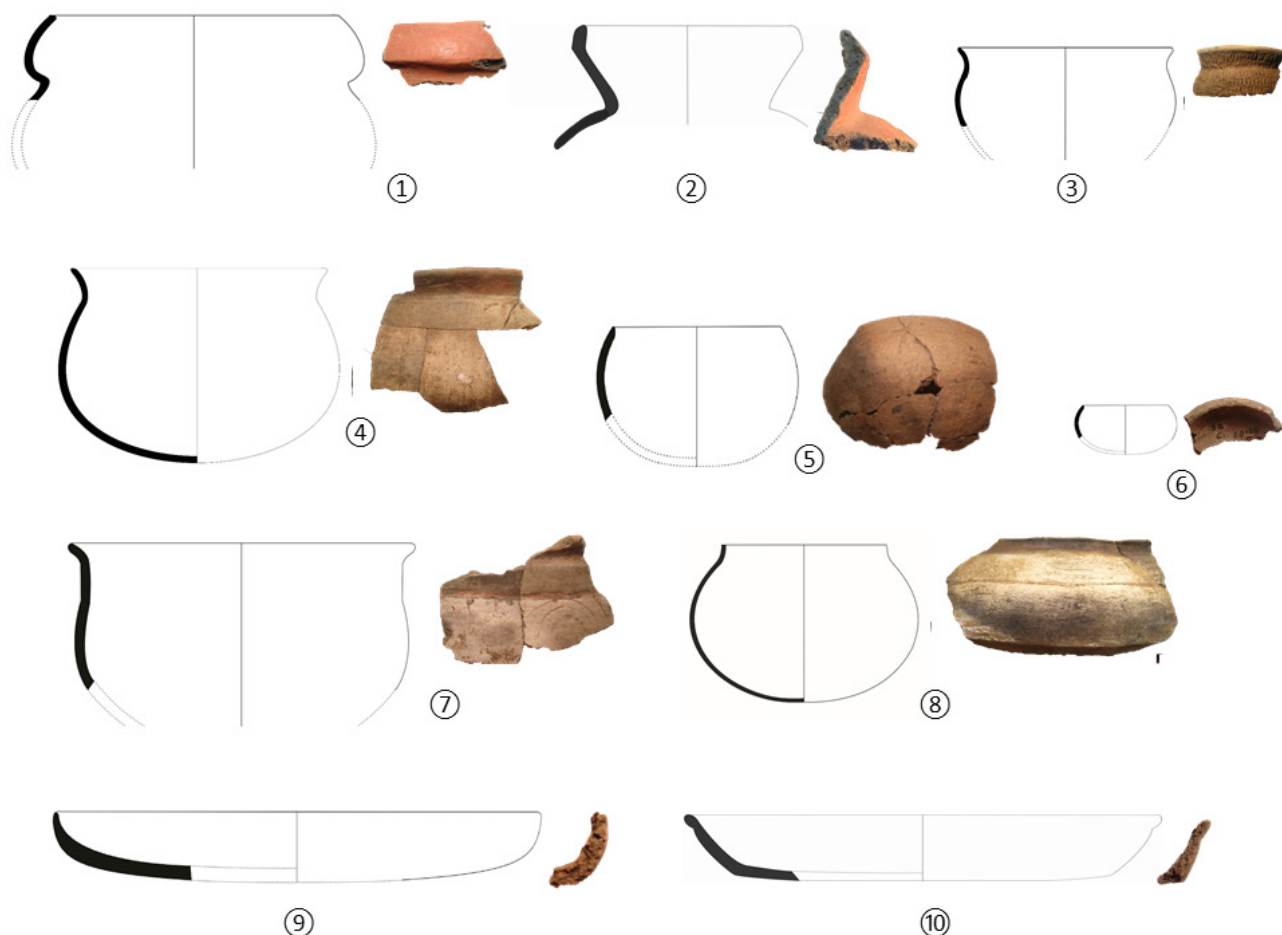 ① ② ③
④ ⑤ ⑥
⑦ ⑧
⑨ ⑩